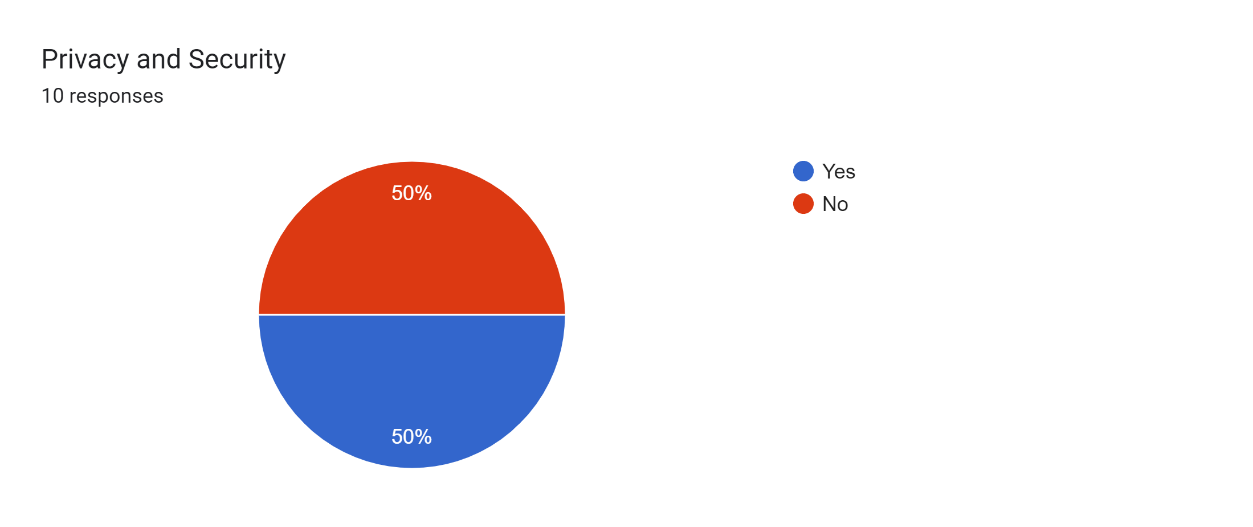 Privacy and Security
10 responses
50%
50%
Yes
No